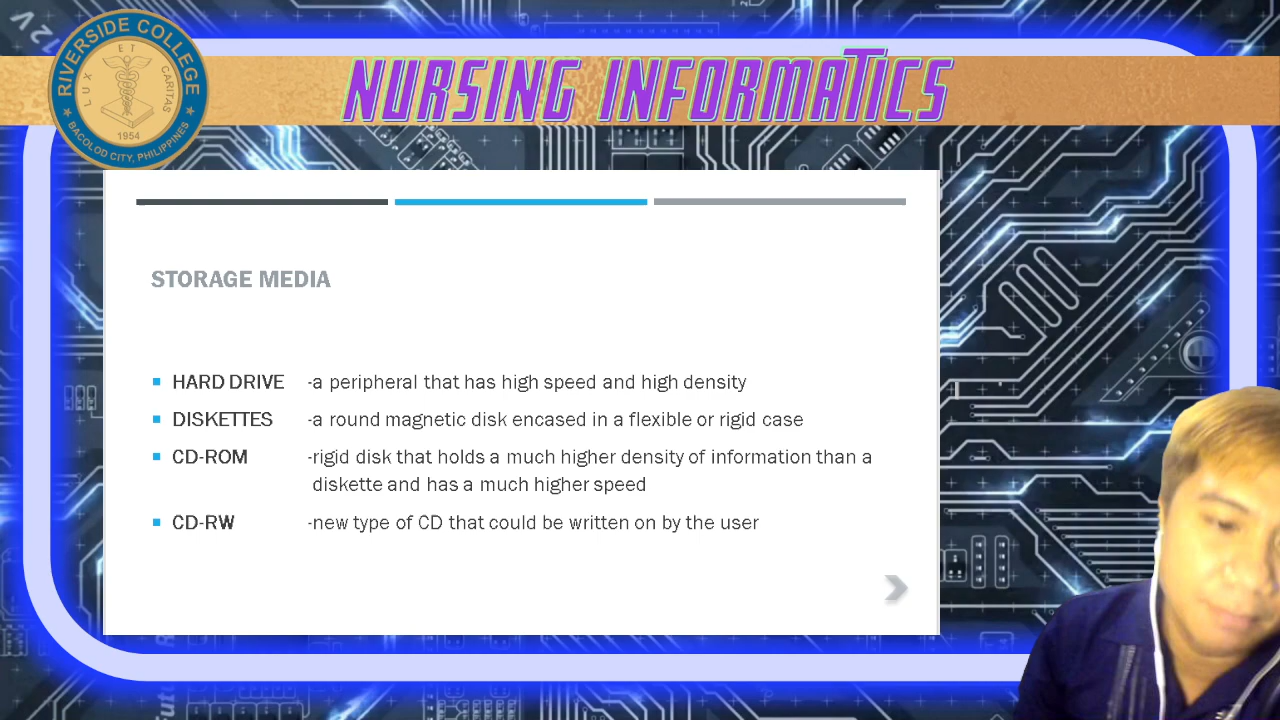 RIVERSIDE COLLEGE
LUX ET CARITAS
1954
BACOLOD CITY, PHILIPPINES
NURSING INFORMATICS
12V
STORAGE MEDIA
HARD DRIVE -a peripheral that has high speed and high density
DISKETTES -a round magnetic disk encased in a flexible or rigid case
CD-ROM -rigid disk that holds a much higher density of information than a
diskette and has a much higher speed
CD-RW -new type of CD that could be written on by the user